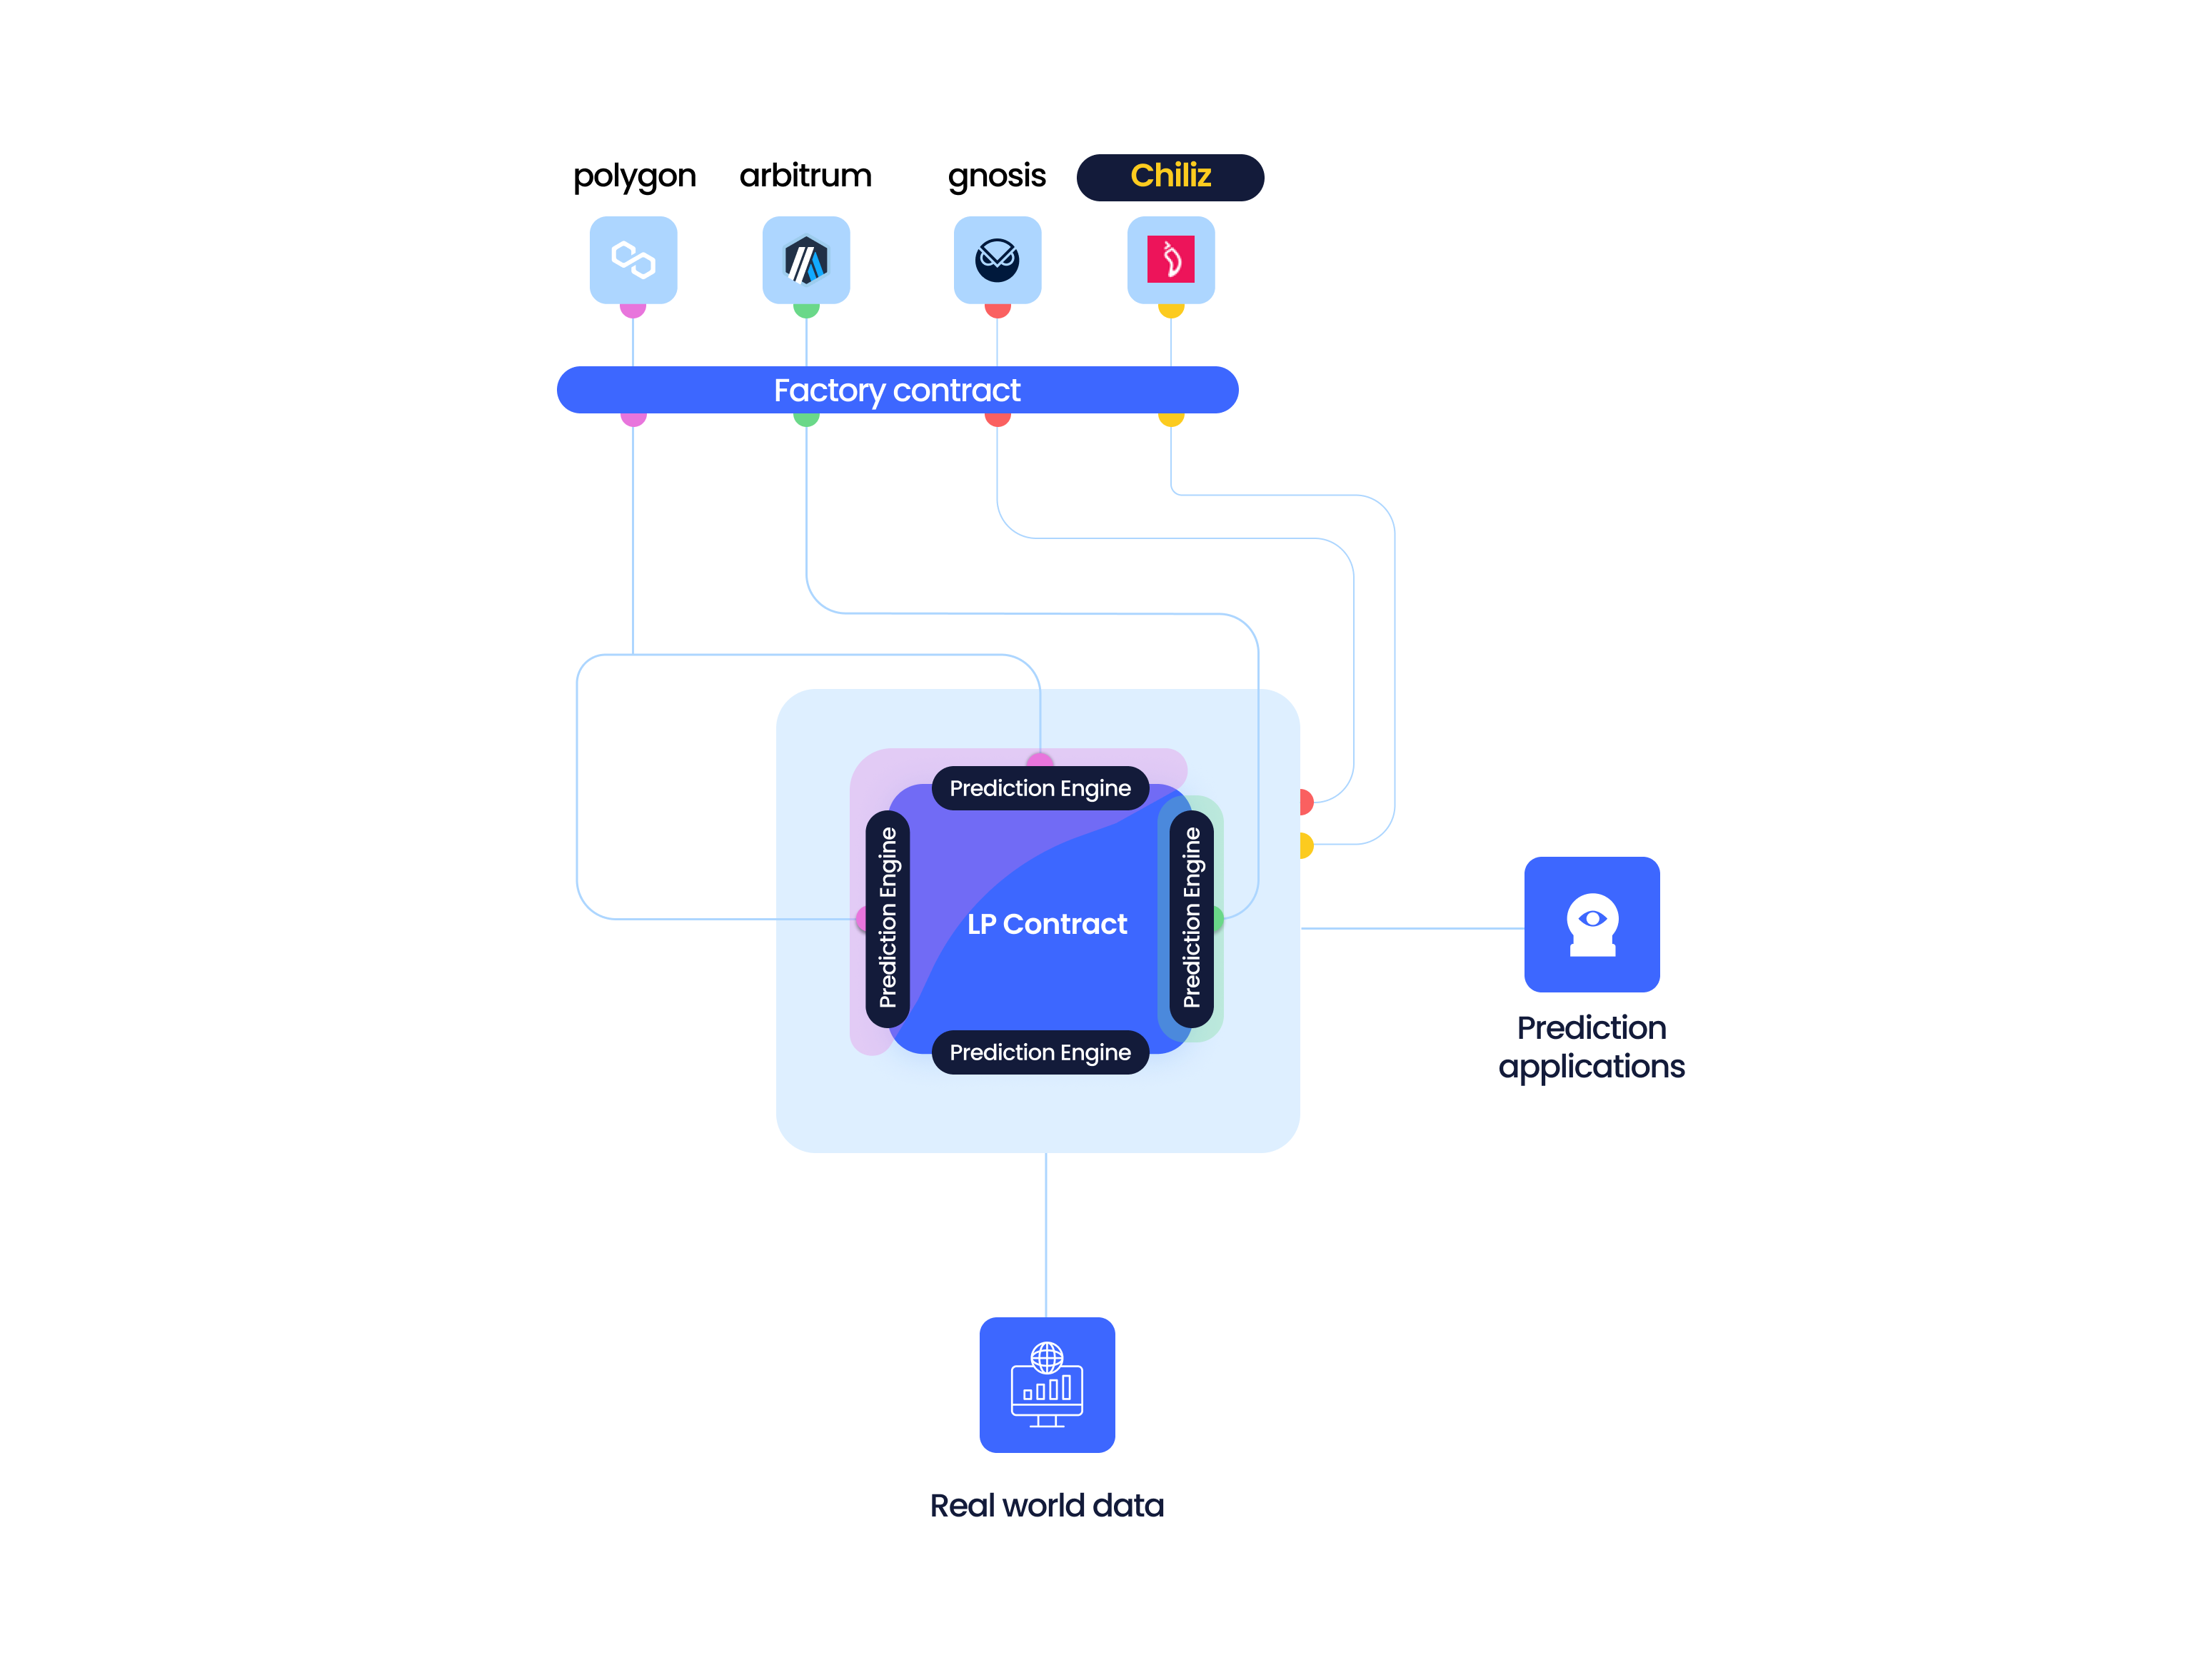 polygon
arbitrum
gnosis
Chiliz
Factory contract
Prediction Engine
Prediction Engine
LP Contract
Prediction Engine
Prediction Engine
Prediction
applications
Real world data